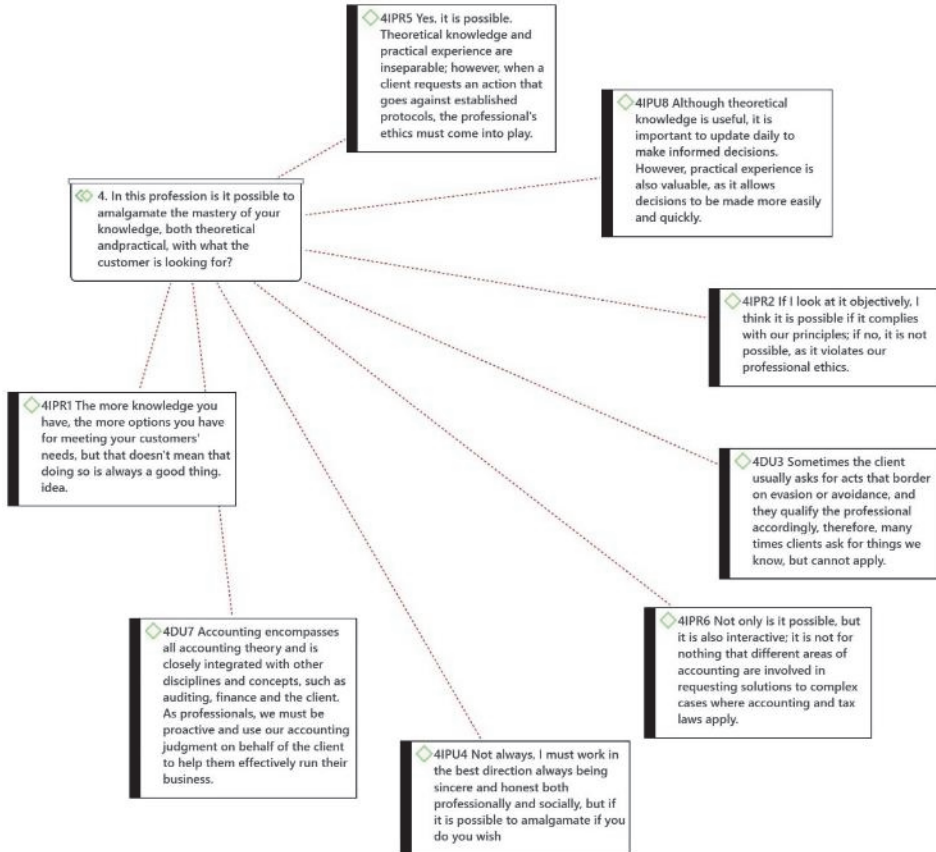 4IPR5 Yes, it is possible.
Theoretical knowledge and
practical experience are
inseparable; however, when a
client requests an action that
goes against established
protocols, the professional's
ethics must come into play.
4IPU8 Although theoretical
knowledge is useful, it is
important to update daily to
make informed decisions.
However, practical experience is
also valuable, as it allows
decisions to be made more easily
and quickly.
4. In this profession is it possible to
amalgamate the mastery of your
knowledge, both theoretical
andpractical, with what the
customer is looking for?
4IPR2 If I look at it objectively, I
think it is possible if it complies
with our principles; if no, it is not
possible, as it violates our
professional ethics.
4IPR1 The more knowledge you
have, the more options you have
for meeting your customers'
needs, but that doesn't mean that
doing so is always a good thing.
idea.
4DU3 Sometimes the client
usually asks for acts that border
on evasion or avoidance, and
they qualify the professional
accordingly, therefore, many
times clients ask for things we
know, but cannot apply.
4IPR6 Not only is it possible, but
it is also interactive; it is not for
nothing that different areas of
accounting are involved in
requesting solutions to complex
cases where accounting and tax
laws apply.
4DU7 Accounting encompasses
all accounting theory and is
closely integrated with other
disciplines and concepts, such as
auditing, finance and the client.
As professionals, we must be
proactive and use our accounting
judgment on behalf of the client
to help them effectively run their
business.
4IPU4 Not always, I must work in
the best direction always being
sincere and honest both
professionally and socially, but if
it is possible to amalgamate if you
do you wish